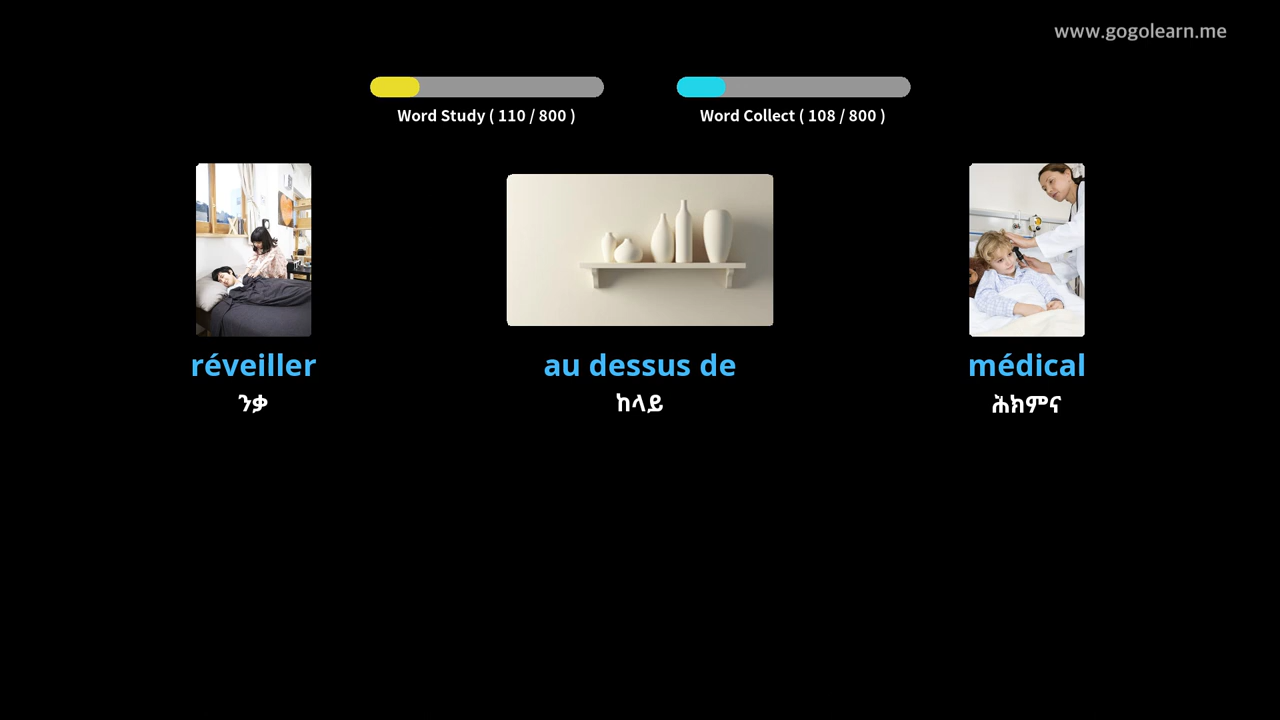 www.gogolearn.me
Word Study ( 110 / 800 )
Word Collect ( 108 / 800 )
réveiller
au dessus de
médical
ንቃ
ከላይ
ሕክምና